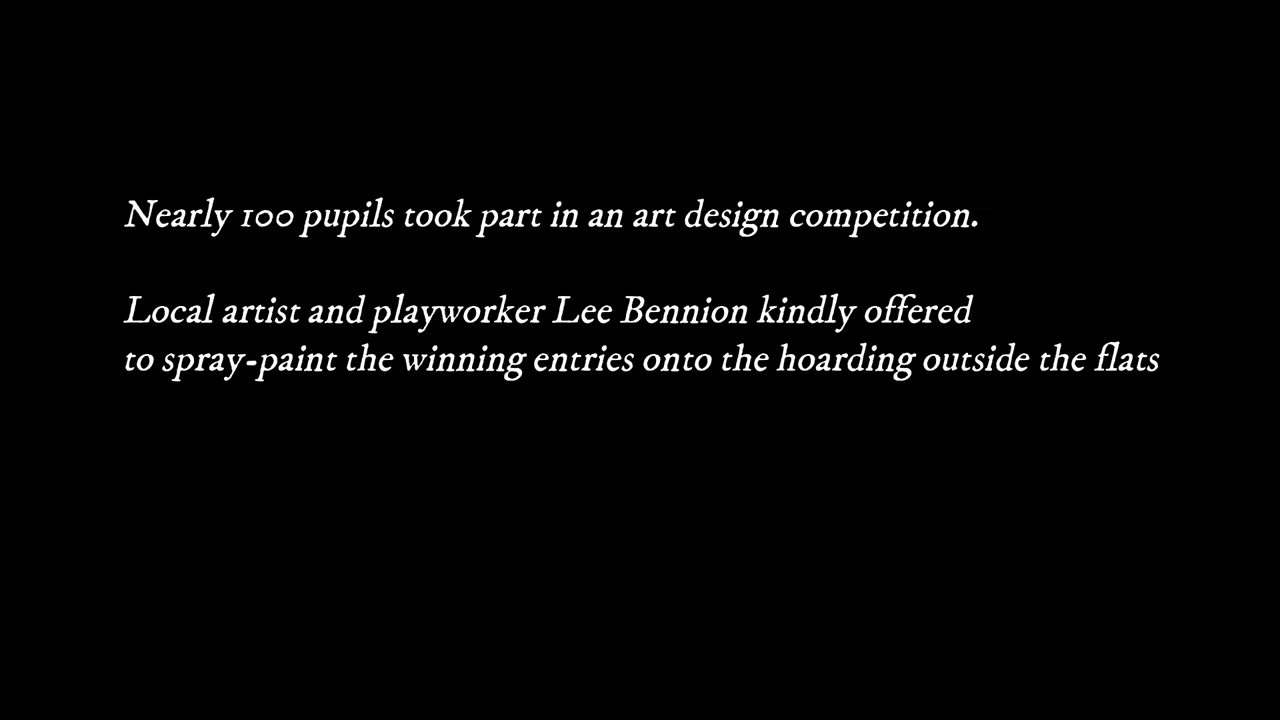 Nearly 100 pupils took part in an art design competition.
Local artist and playworker Lee Bennion kindly offered
to spray-paint the winning entries onto the hoarding outside the flats